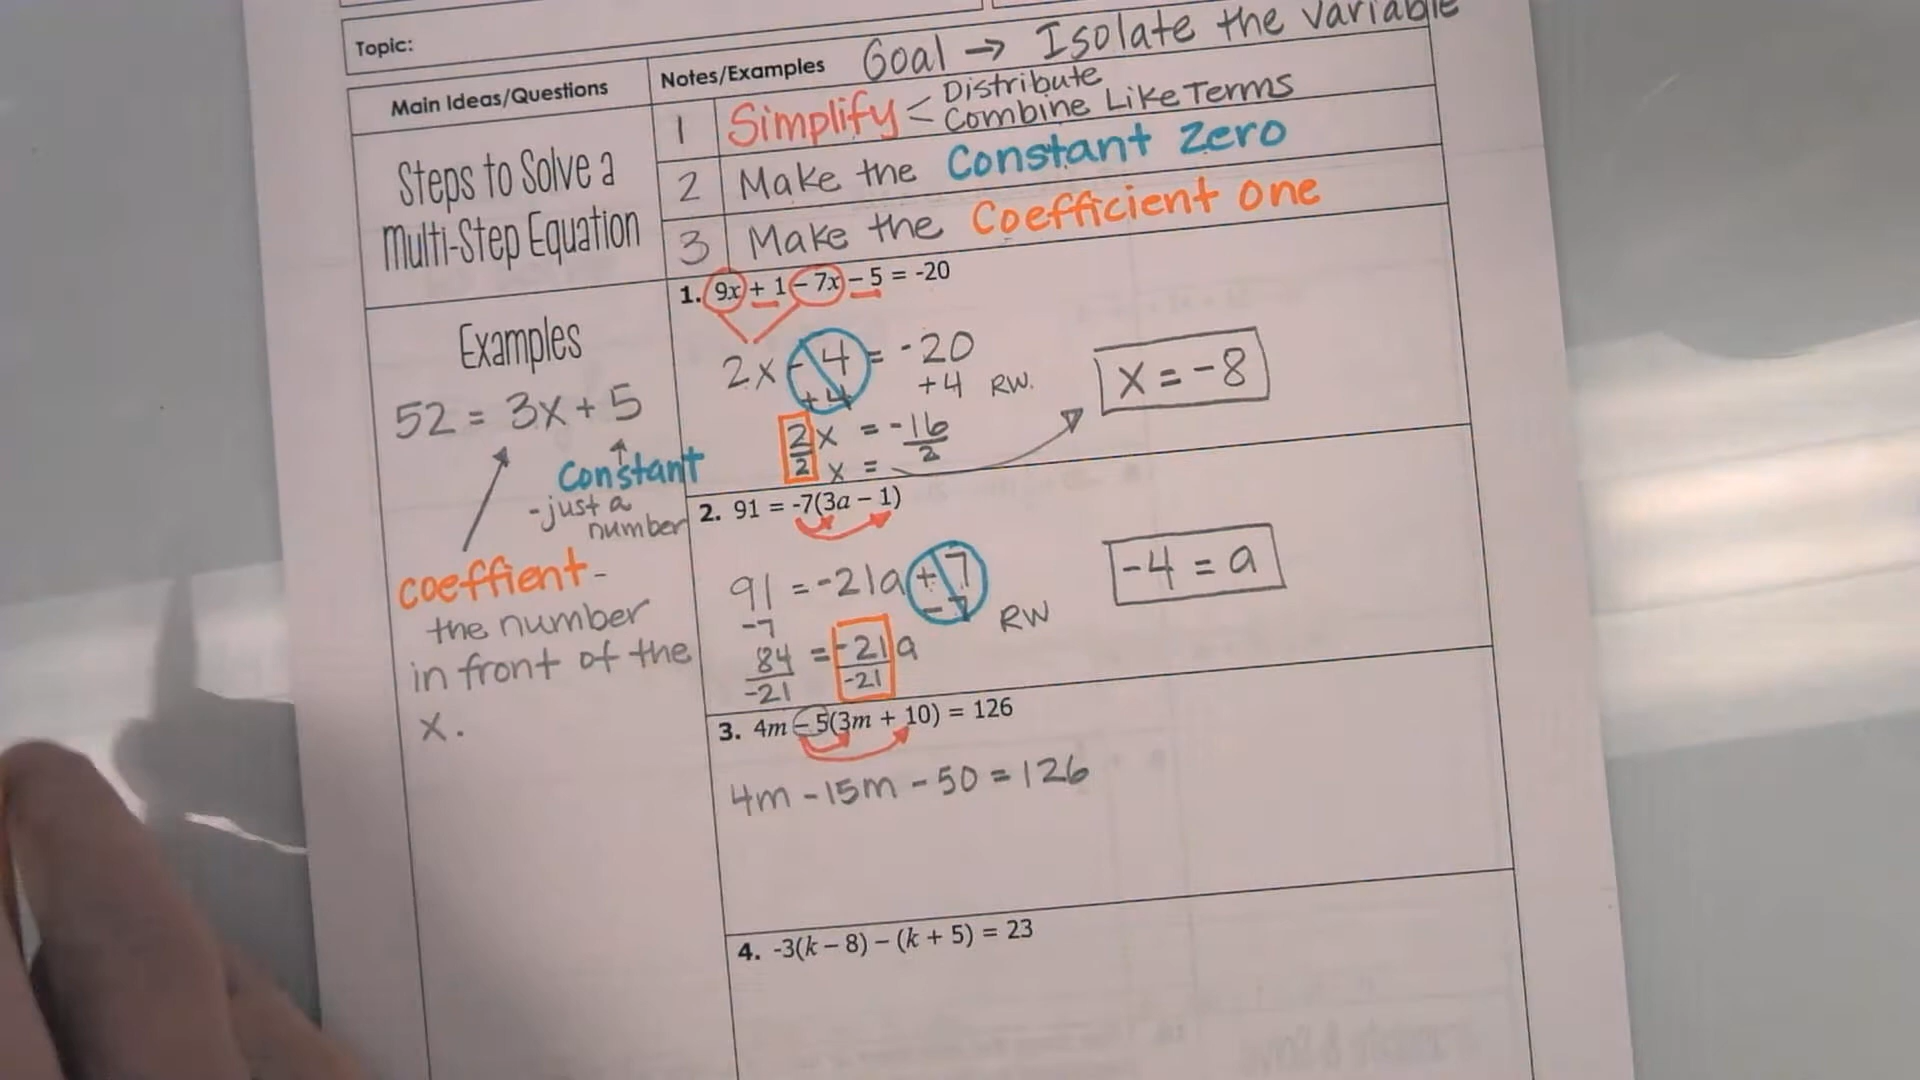 Topic:
Main Ideas/Questions
Notes/Examples Goal → Isolate the variable
Steps to Solve a
Multi-Step Equation
1 Simplify < Distribute
Combine Like Terms
2 Make the Constant Zero
3 Make the Coefficient one
Examples
52 = 3x + 5
Constant
- just a
number
coeffient -
the number
in front of the
x.
1. 9x + 1 – 7x – 5 = -20
2x - 4 = -20
+4 +4 RW.
2/2 x = -16/2
x =
x = -8
2. 91 = -7(3a – 1)
91 = -21a + 7
-7 -7 RW
84/-21 = -21/-21 a
-4 = a
3. 4m – 5(3m + 10) = 126
4m - 15m - 50 = 126
4. -3(k – 8) – (k + 5) = 23